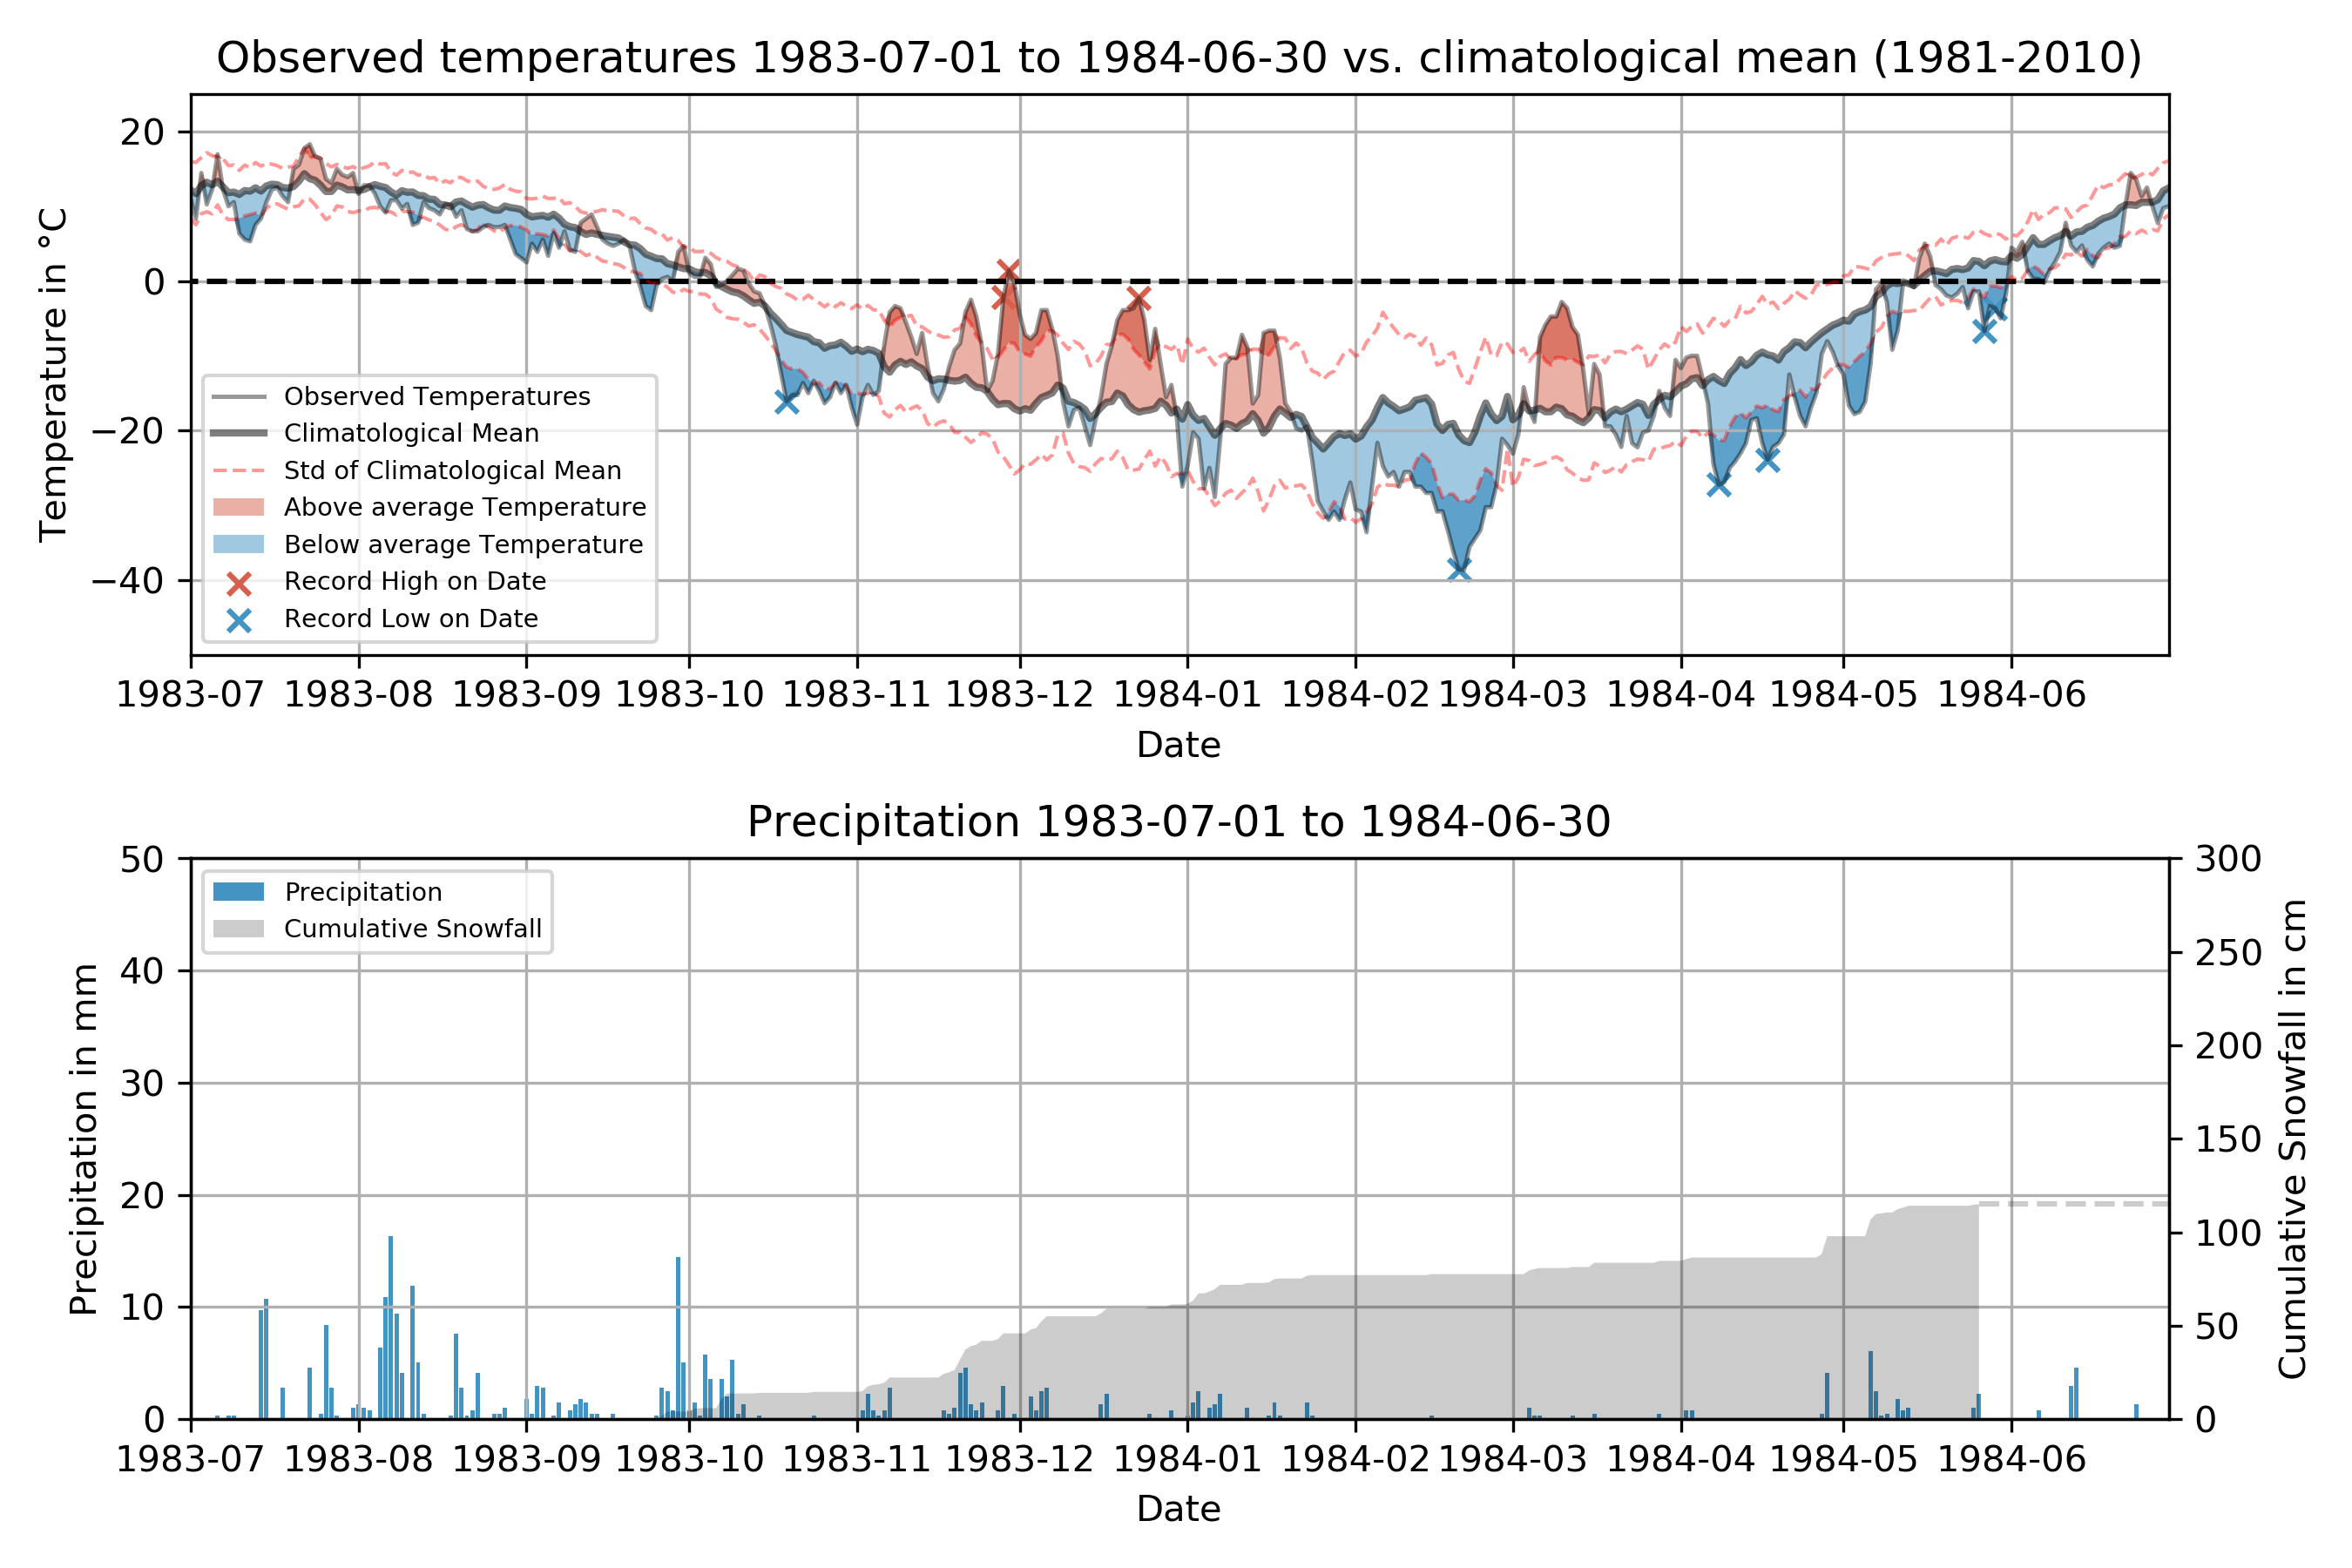 Observed temperatures 1983-07-01 to 1984-06-30 vs. climatological mean (1981-2010)
Temperature in °C
20
0
−20
−40
Observed Temperatures
Climatological Mean
Std of Climatological Mean
Above average Temperature
Below average Temperature
Record High on Date
Record Low on Date
1983-07 1983-08 1983-09 1983-10 1983-11 1983-12 1984-01 1984-02 1984-03 1984-04 1984-05 1984-06
Date
Precipitation 1983-07-01 to 1984-06-30
Precipitation in mm
50
40
30
20
10
0
Precipitation
Cumulative Snowfall
300
250
200
150
100
50
0
Cumulative Snowfall in cm
1983-07 1983-08 1983-09 1983-10 1983-11 1983-12 1984-01 1984-02 1984-03 1984-04 1984-05 1984-06
Date